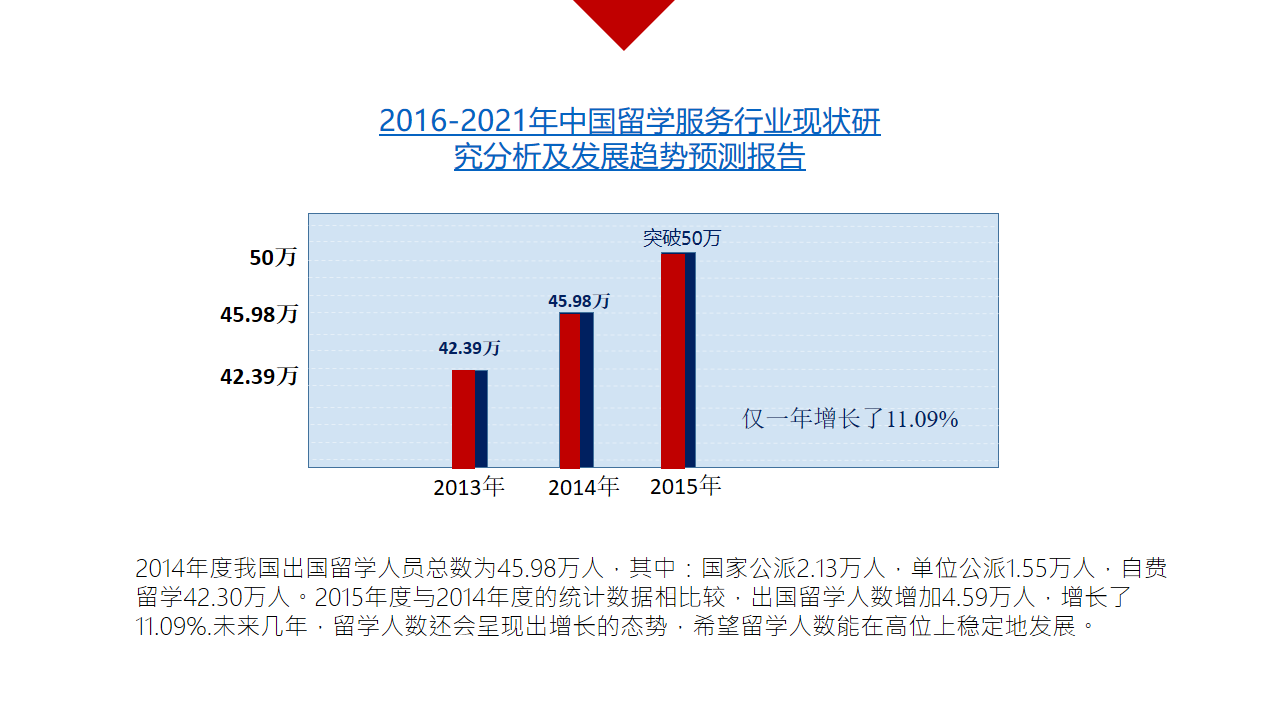 2016-2021年中国留学服务行业现状研
究分析及发展趋势预测报告
突破50万
50万
45.98万
45.98万
42.39万
42.39万
仅一年增长了11.09%
2013年
2014年
2015年
2014年度我国出国留学人员总数为45.98万人，其中：国家公派2.13万人，单位公派1.55万人，自费
留学42.30万人。2015年度与2014年度的统计数据相比较，出国留学人数增加4.59万人，增长了
11.09%.未来几年，留学人数还会呈现出增长的态势，希望留学人数能在高位上稳定地发展。